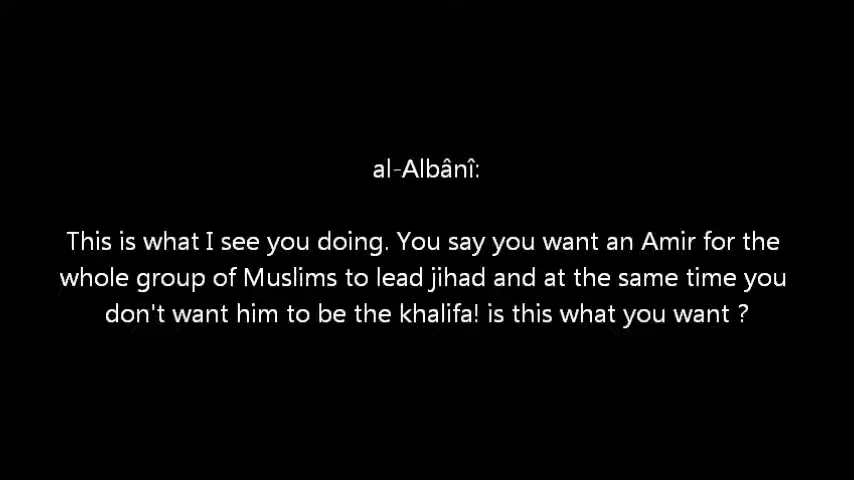 al-Albânî:
This is what I see you doing. You say you want an Amir for the
whole group of Muslims to lead jihad and at the same time you
don't want him to be the khalifa! is this what you want ?